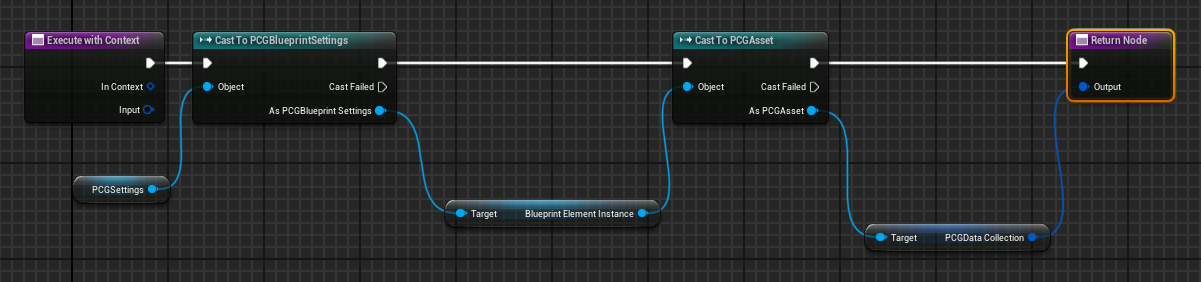 Execute with Context
In Context
Input
PCGSettings
Cast To PCGBlueprintSettings
Object
Cast Failed
As PCGBlueprint Settings
Target
Blueprint Element Instance
Cast To PCGAsset
Object
Cast Failed
As PCGAsset
Target
PCGData Collection
Return Node
Output